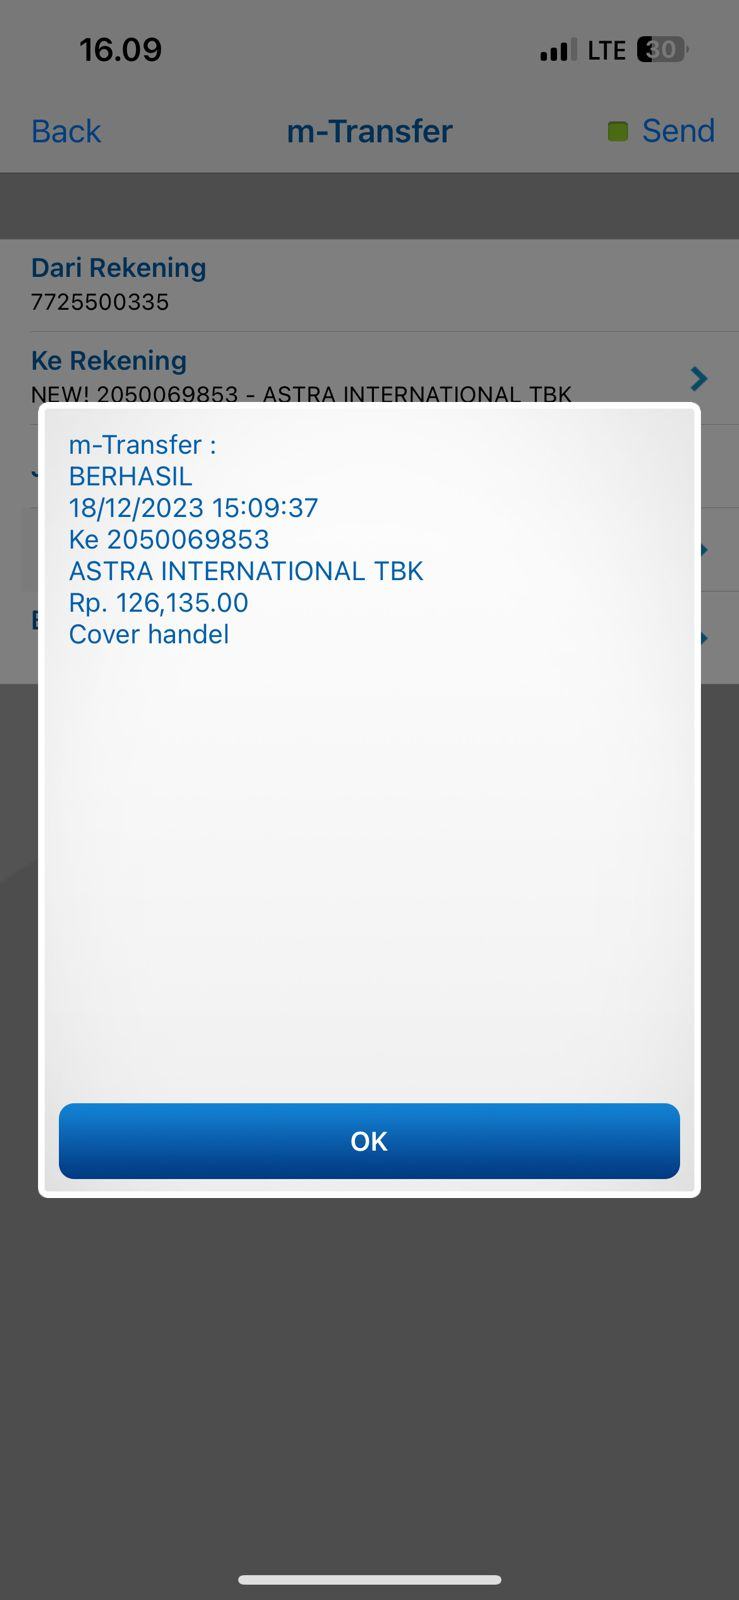 16.09
LTE 30
Back m-Transfer Send
Dari Rekening
7725500335
Ke Rekening
NEW! 2050069853 - ASTRA INTERNATIONAL TBK
m-Transfer :
BERHASIL
18/12/2023 15:09:37
Ke 2050069853
ASTRA INTERNATIONAL TBK
Rp. 126,135.00
Cover handel
OK